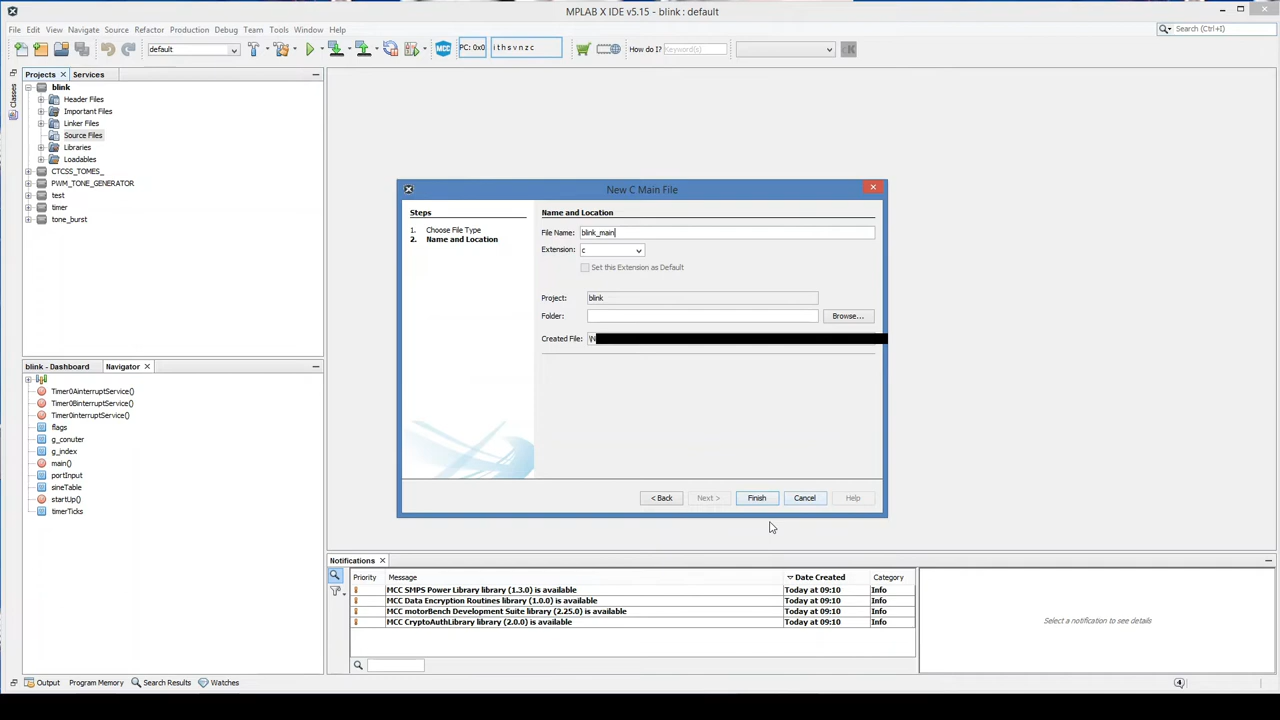 MPLAB X IDE v5.15 - blink : default
File Edit View Navigate Source Refactor Production Debug Team Tools Window Help
Search (Ctrl+I)
default
MCC
PC: 0x0
i t h s v n z c
How do I?
Keyword(s)
Classes
Projects
Services
blink
Header Files
Important Files
Linker Files
Source Files
Libraries
Loadables
CTCSS_TOMES_
PWM_TONE_GENERATOR
test
timer
tone_burst
New C Main File
Steps
1. Choose File Type
2. Name and Location
Name and Location
File Name: blink_main
Extension: c
Set this Extension as Default
Project: blink
Folder:
Browse...
Created File: \N
< Back
Next >
Finish
Cancel
Help
blink - Dashboard
Navigator
Timer0AinterruptService()
Timer0BinterruptService()
Timer0interruptService()
flags
g_conuter
g_index
main()
portInput
sineTable
startUp()
timerTicks
Notifications
Priority Message Date Created Category
MCC SMPS Power Library library (1.3.0) is available Today at 09:10 Info
MCC Data Encryption Routines library (1.0.0) is available Today at 09:10 Info
MCC motorBench Development Suite library (2.25.0) is available Today at 09:10 Info
MCC CryptoAuthLibrary library (2.0.0) is available Today at 09:10 Info
Select a notification to see details
Output
Program Memory
Search Results
Watches
4